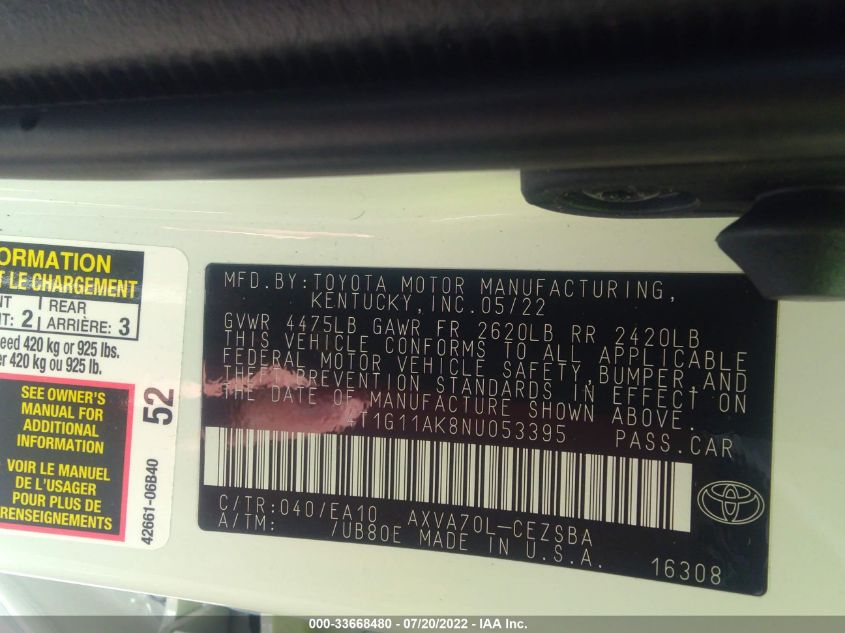 ORMATION
T LE CHARGEMENT
NT REAR
NT: 2 ARRIÈRE: 3
eed 420 kg or 925 lbs.
er 420 kg ou 925 lb.
SEE OWNER'S
MANUAL FOR
ADDITIONAL
INFORMATION
VOIR LE MANUEL
DE L'USAGER
POUR PLUS DE
RENSEIGNEMENTS
52
42661-06B40
MFD.BY:TOYOTA MOTOR MANUFACTURING,
KENTUCKY,INC.05/22
GVWR 4475LB GAWR FR 2620LB RR 2420LB
THIS VEHICLE CONFORMS TO ALL APPLICABLE
FEDERAL MOTOR VEHICLE SAFETY,BUMPER,AND
THEFT PREVENTION STANDARDS IN EFFECT ON
THE DATE OF MANUFACTURE SHOWN ABOVE.
4T1G11AK8NU053395 PASS.CAR
C/TR:040/EA10 AXVA70L-CEZSBA
A/TM: /UB80E MADE IN U.S.A.
16308
000-33668480 - 07/20/2022 - IAA Inc.